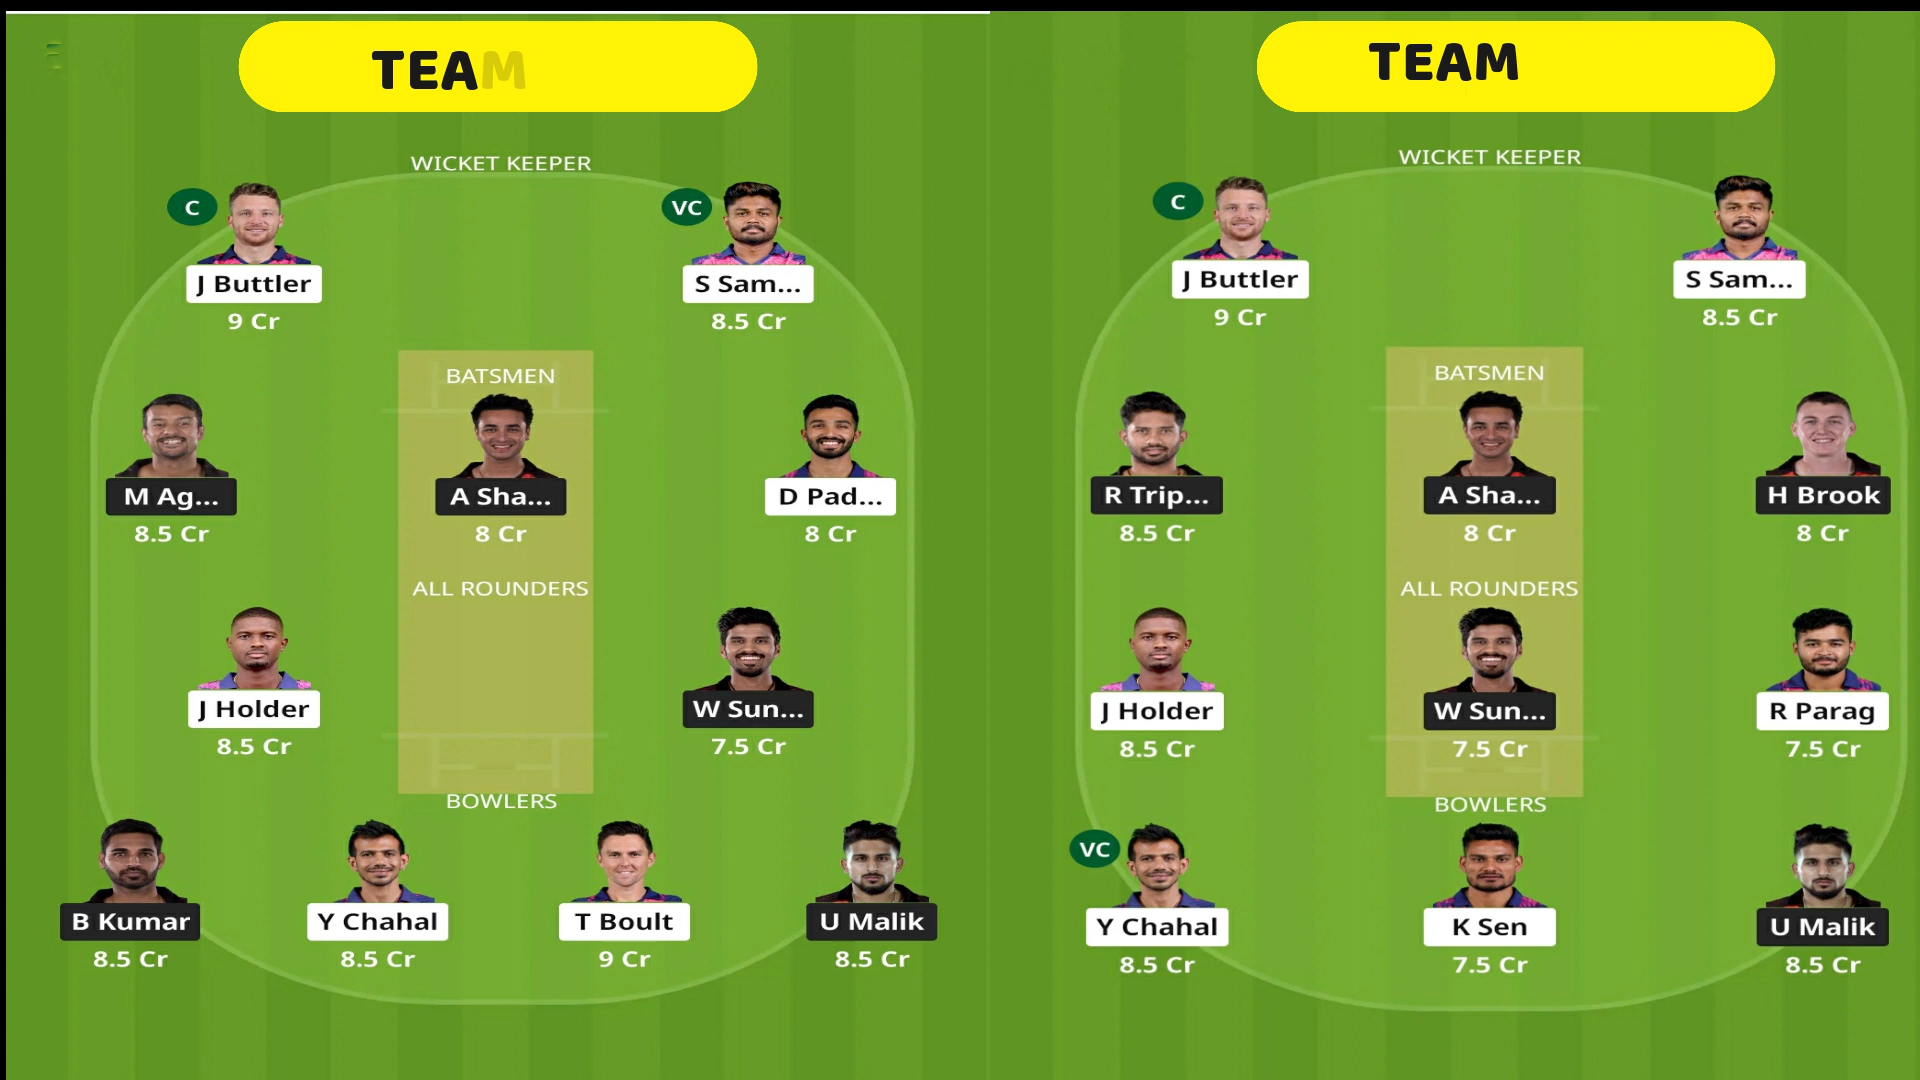 TEAM
WICKET KEEPER
C
VC
J Buttler
S Sam...
9 Cr
8.5 Cr
BATSMEN
M Ag...
A Sha...
D Pad...
8.5 Cr
8 Cr
8 Cr
ALL ROUNDERS
J Holder
W Sun...
8.5 Cr
7.5 Cr
BOWLERS
B Kumar
Y Chahal
T Boult
U Malik
8.5 Cr
8.5 Cr
9 Cr
8.5 Cr
TEAM
WICKET KEEPER
C
J Buttler
S Sam...
9 Cr
8.5 Cr
BATSMEN
R Trip...
A Sha...
H Brook
8.5 Cr
8 Cr
8 Cr
ALL ROUNDERS
J Holder
W Sun...
R Parag
8.5 Cr
7.5 Cr
7.5 Cr
BOWLERS
VC
Y Chahal
K Sen
U Malik
8.5 Cr
7.5 Cr
8.5 Cr